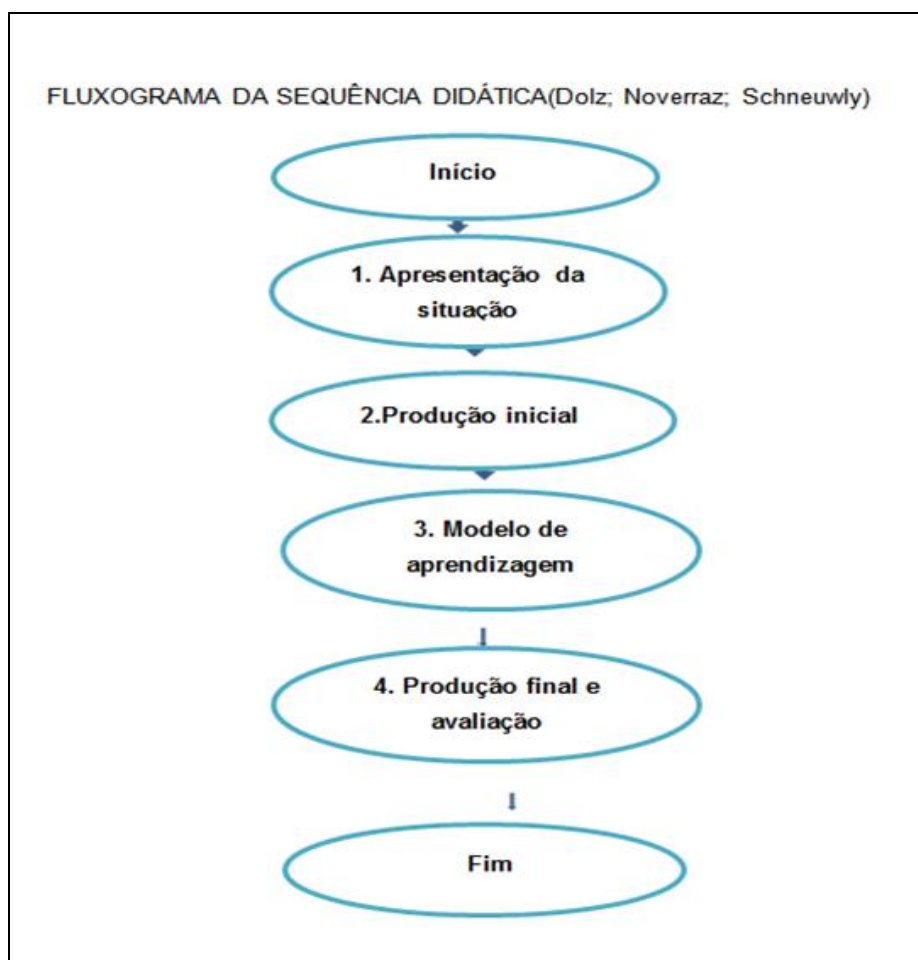 FLUXOGRAMA DA SEQUÊNCIA DIDÁTICA(Dolz; Noverraz; Schneuwly)
Início
1. Apresentação da
situação
2.Produção inicial
3. Modelo de
aprendizagem
4. Produção final e
avaliação
Fim